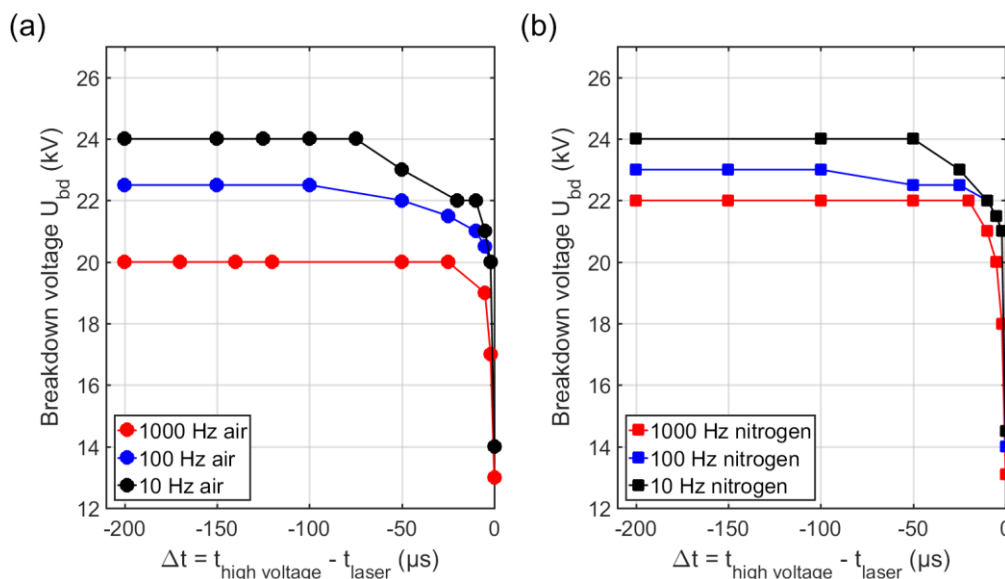 (a)
Breakdown voltage U_bd (kV)
26
24
22
20
18
16
14
12
1000 Hz air
100 Hz air
10 Hz air
-200
-150
-100
-50
0
Δt = t_high voltage - t_laser (μs)
(b)
Breakdown voltage U_bd (kV)
26
24
22
20
18
16
14
12
1000 Hz nitrogen
100 Hz nitrogen
10 Hz nitrogen
-200
-150
-100
-50
0
Δt = t_high voltage - t_laser (μs)